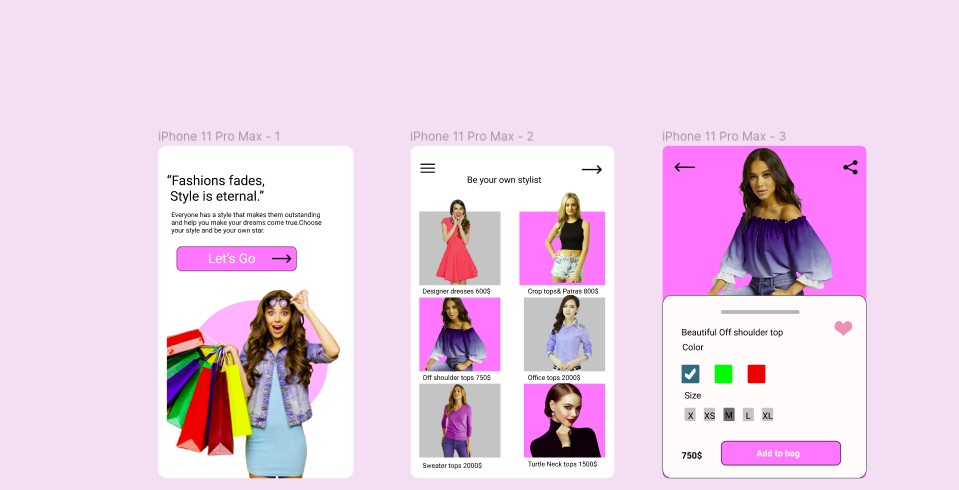 iPhone 11 Pro Max - 1
“Fashions fades,
Style is eternal.”
Everyone has a style that makes them outstanding
and help you make your dreams come true.Choose
your style and be your own star.
Let's Go
iPhone 11 Pro Max - 2
Be your own stylist
Designer dresses 600$
Crop tops& Patras 800$
Off shoulder tops 750$
Office tops 2000$
Sweater tops 2000$
Turtle Neck tops 1500$
iPhone 11 Pro Max - 3
Beautiful Off shoulder top
Color
Size
X XS M L XL
750$
Add to bag